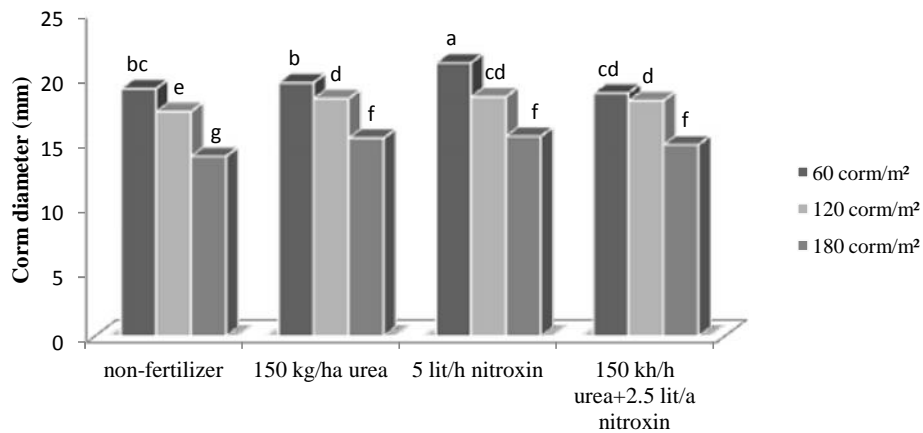 Corm diameter (mm)
25
20
15
10
5
0
bc
e
g
b
d
f
a
cd
f
cd
d
f
non-fertilizer
150 kg/ha urea
5 lit/h nitroxin
150 kh/h
urea+2.5 lit/a
nitroxin
60 corm/m²
120 corm/m²
180 corm/m²